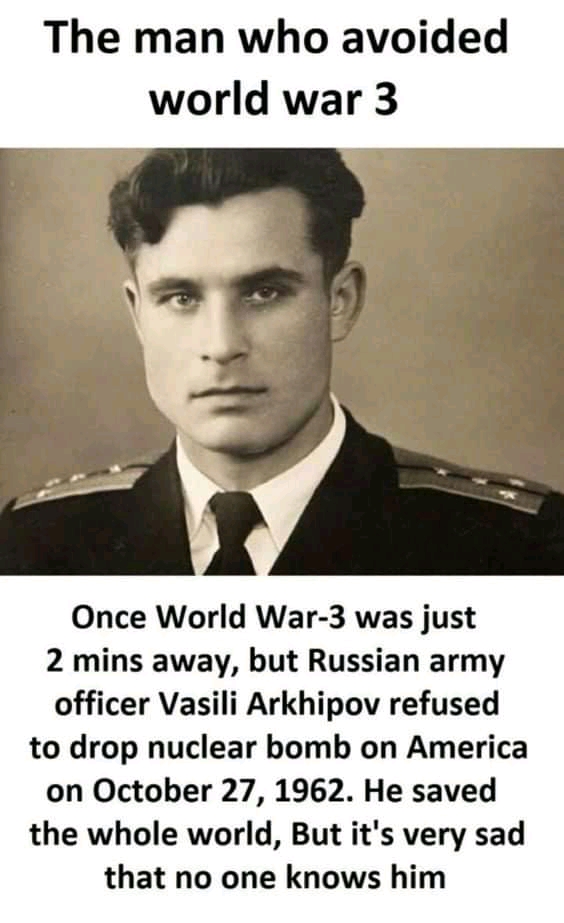 The man who avoided
world war 3
Once World War-3 was just
2 mins away, but Russian army
officer Vasili Arkhipov refused
to drop nuclear bomb on America
on October 27, 1962. He saved
the whole world, But it's very sad
that no one knows him